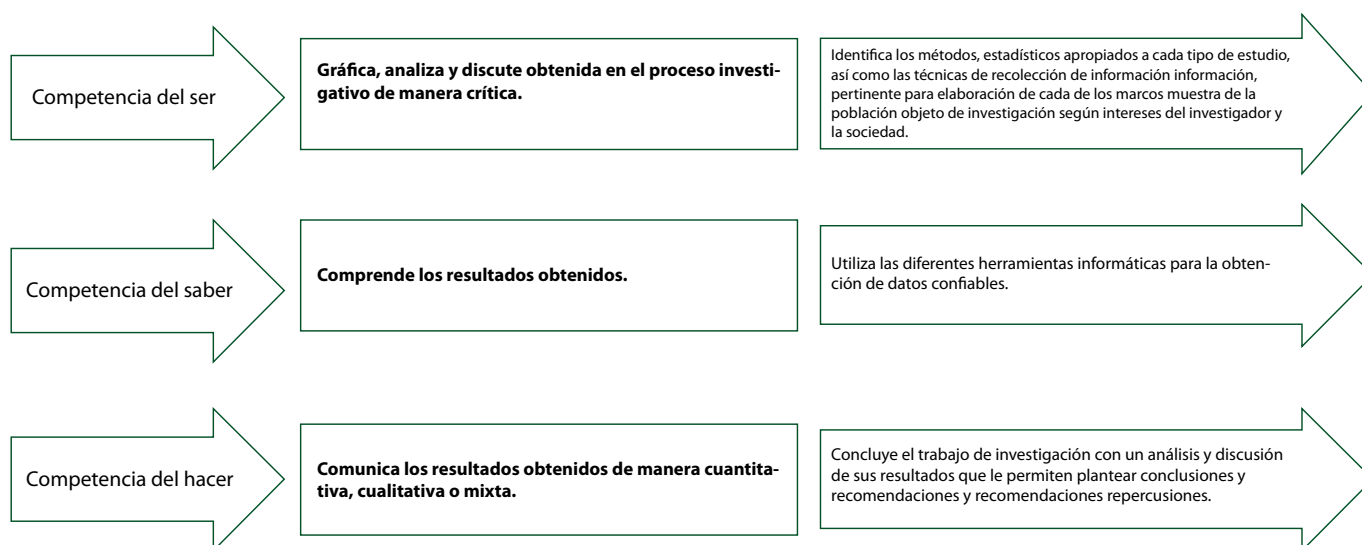 Competencia del ser
Gráfica, analiza y discute obtenida en el proceso investi-
gativo de manera crítica.
Identifica los métodos, estadísticos apropiados a cada tipo de estudio,
así como las técnicas de recolección de información información,
pertinente para elaboración de cada de los marcos muestra de la
población objeto de investigación según intereses del investigador y
la sociedad.
Competencia del saber
Comprende los resultados obtenidos.
Utiliza las diferentes herramientas informáticas para la obten-
ción de datos confiables.
Competencia del hacer
Comunica los resultados obtenidos de manera cuantita-
tiva, cualitativa o mixta.
Concluye el trabajo de investigación con un análisis y discusión
de sus resultados que le permiten plantear conclusiones y
recomendaciones y recomendaciones repercusiones.